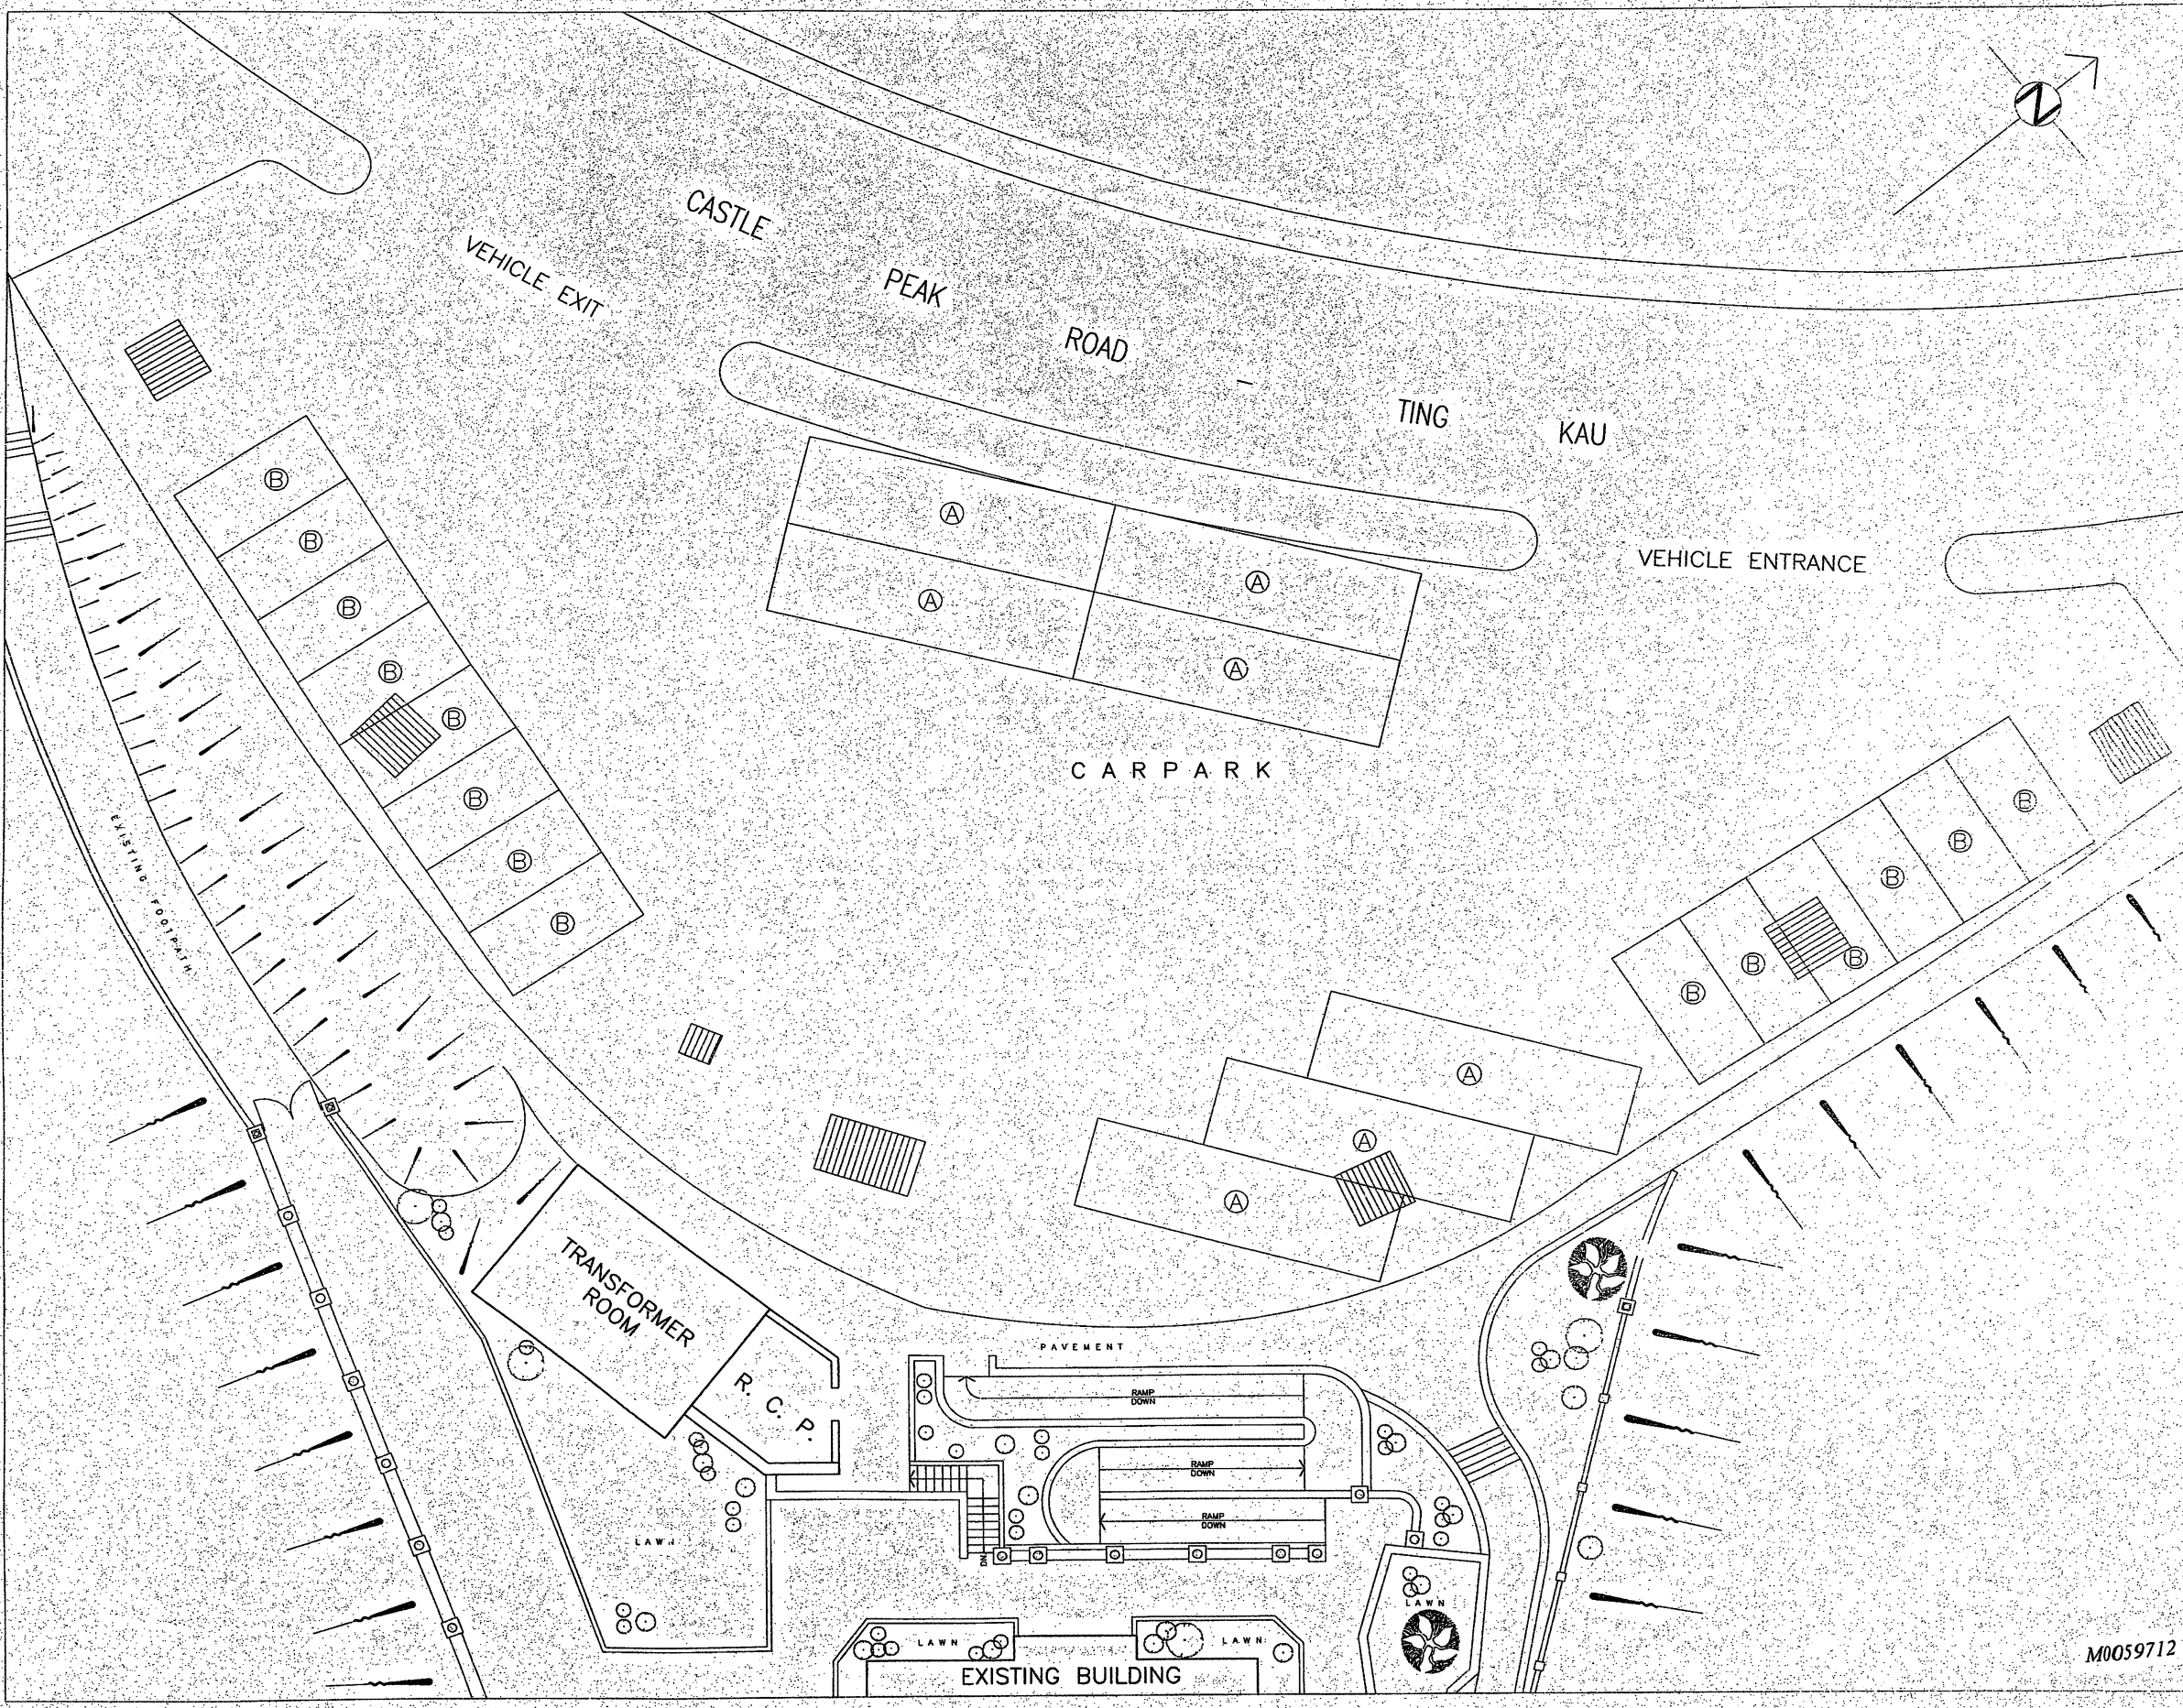 N
CASTLE PEAK ROAD - TING KAU
VEHICLE EXIT
VEHICLE ENTRANCE
B
B
B
B
B
B
B
B
A
A
A
A
CARPARK
B
B
B
B
B
B
A
A
A
EXISTING FOOTPATH
TRANSFORMER
ROOM
R. C. P.
PAVEMENT
RAMP
DOWN
RAMP
DOWN
RAMP
DOWN
DN
LAWN
LAWN
LAWN
LAWN
EXISTING BUILDING
M0059712